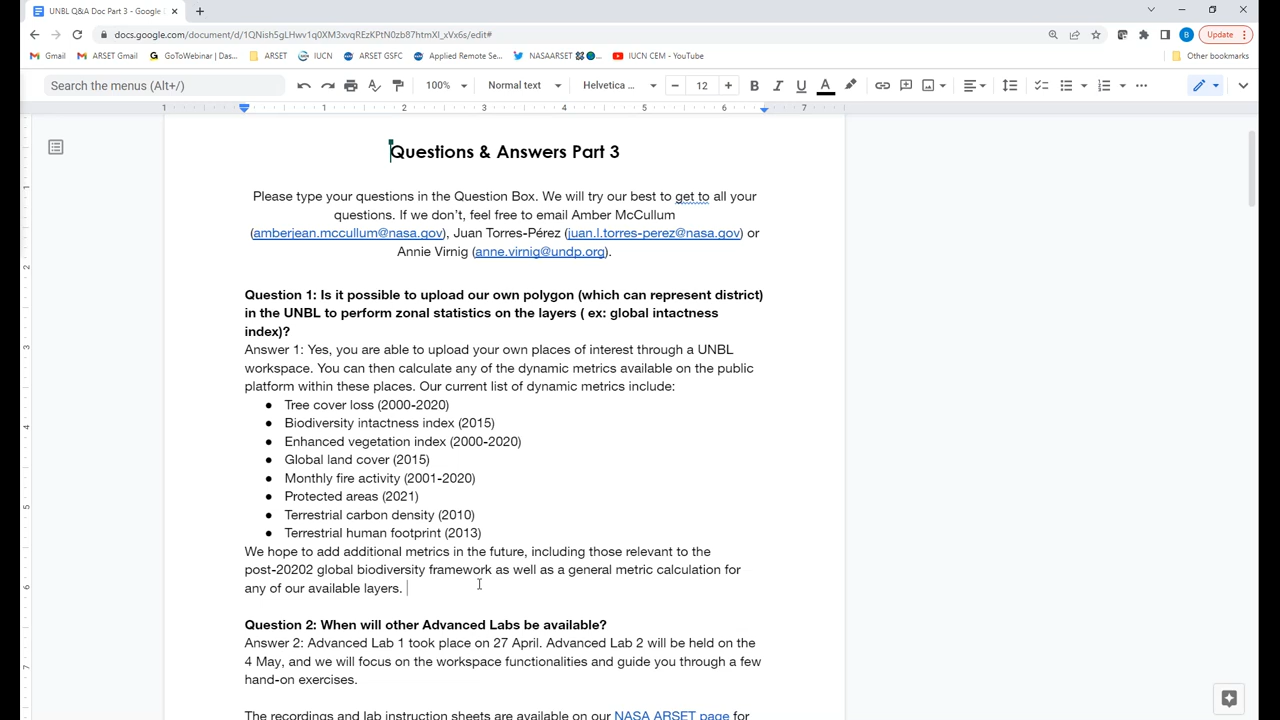 UNBL Q&A Doc Part 3 - Google
docs.google.com/document/d/1QNish5gLHwv1q0XM3xvqREzKPtN0zb87htmXI_xVx6s/edit#
Update
Gmail ARSET Gmail GoToWebinar | Das... ARSET IUCN ARSET GSFC Applied Remote Se... NASAARSET IUCN CEM - YouTube Other bookmarks
Search the menus (Alt+/) 100% Normal text Helvetica ... 12 B I U A
1 1 2 3 4 5 6 7
Questions & Answers Part 3
Please type your questions in the Question Box. We will try our best to get to all your
questions. If we don't, feel free to email Amber McCullum
(amberjean.mccullum@nasa.gov), Juan Torres-Pérez (juan.l.torres-perez@nasa.gov) or
Annie Virnig (anne.virnig@undp.org).
Question 1: Is it possible to upload our own polygon (which can represent district)
in the UNBL to perform zonal statistics on the layers ( ex: global intactness
index)?
Answer 1: Yes, you are able to upload your own places of interest through a UNBL
workspace. You can then calculate any of the dynamic metrics available on the public
platform within these places. Our current list of dynamic metrics include:
● Tree cover loss (2000-2020)
● Biodiversity intactness index (2015)
● Enhanced vegetation index (2000-2020)
● Global land cover (2015)
● Monthly fire activity (2001-2020)
● Protected areas (2021)
● Terrestrial carbon density (2010)
● Terrestrial human footprint (2013)
We hope to add additional metrics in the future, including those relevant to the
post-20202 global biodiversity framework as well as a general metric calculation for
any of our available layers.
Question 2: When will other Advanced Labs be available?
Answer 2: Advanced Lab 1 took place on 27 April. Advanced Lab 2 will be held on the
4 May, and we will focus on the workspace functionalities and guide you through a few
hand-on exercises.
The recordings and lab instruction sheets are available on our NASA ARSET page for